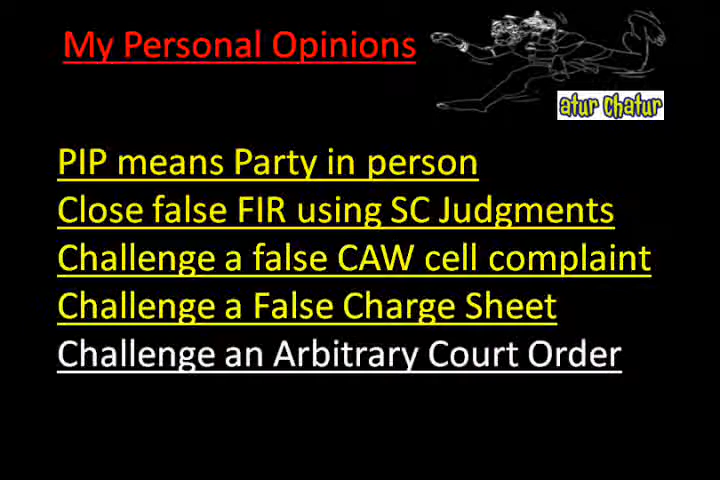 My Personal Opinions
atur chatur
PIP means Party in person
Close false FIR using SC Judgments
Challenge a false CAW cell complaint
Challenge a False Charge Sheet
Challenge an Arbitrary Court Order